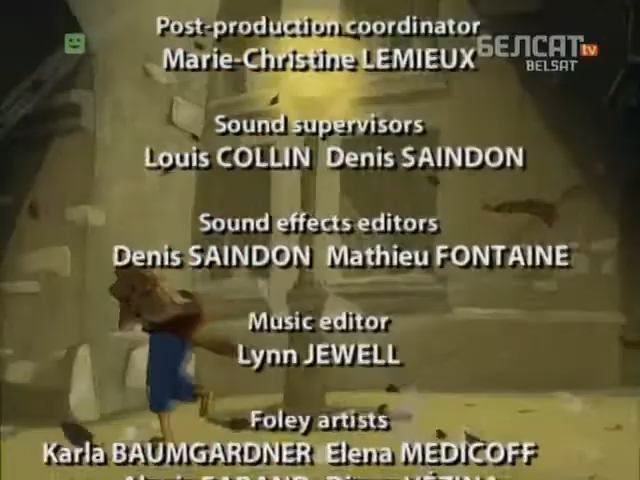 Post-production coordinator
Marie-Christine LEMIEUX
БЕЛСАТ tv
BELSAT
Sound supervisors
Louis COLLIN Denis SAINDON
Sound effects editors
Denis SAINDON Mathieu FONTAINE
Music editor
Lynn JEWELL
Foley artists
Karla BAUMGARDNER Elena MEDICOFF